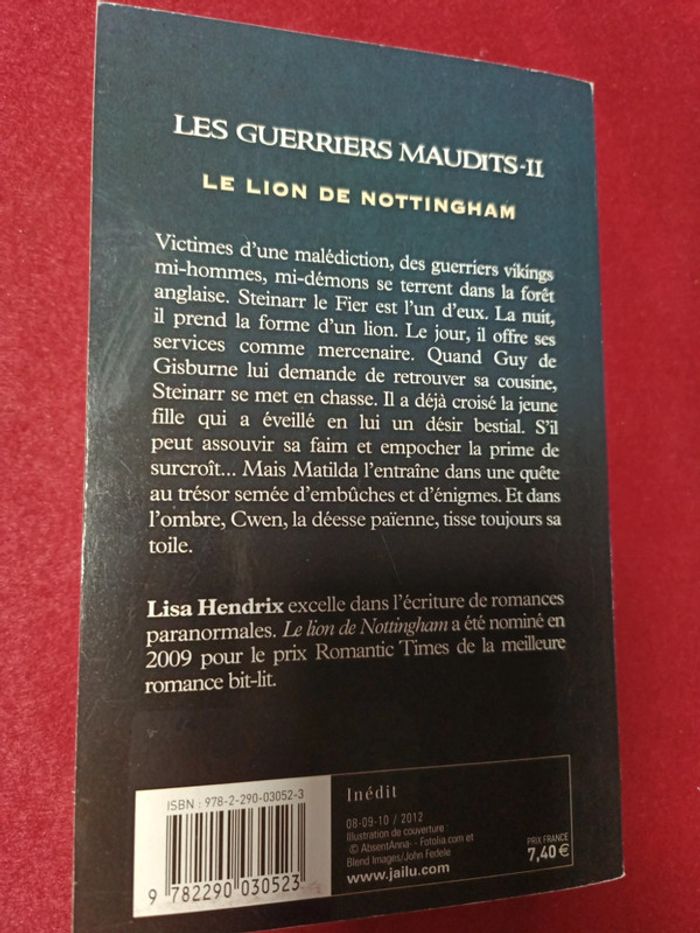 LES GUERRIERS MAUDITS-II
LE LION DE NOTTINGHAM
Victimes d'une malédiction, des guerriers vikings
mi-hommes, mi-démons se terrent dans la forêt
anglaise. Steinarr le Fier est l'un d'eux. La nuit,
il prend la forme d'un lion. Le jour, il offre ses
services comme mercenaire. Quand Guy de
Gisburne lui demande de retrouver sa cousine,
Steinarr se met en chasse. Il a déjà croisé la jeune
fille qui a éveillé en lui un désir bestial. S'il
peut assouvir sa faim et empocher la prime de
surcroît... Mais Matilda l'entraîne dans une quête
au trésor semée d'embûches et d'énigmes. Et dans
l'ombre, Cwen, la déesse païenne, tisse toujours sa
toile.
Lisa Hendrix excelle dans l'écriture de romances
paranormales. Le lion de Nottingham a été nominé en
2009 pour le prix Romantic Times de la meilleure
romance bit-lit.
ISBN : 978-2-290-03052-3
9 782290 030523
Inédit
08-09-10 / 2012
Illustration de couverture :
© AbsentAnna- - Fotolia.com et
Blend Images/John Fedele
www.jailu.com
PRIX FRANCE
7,40 €